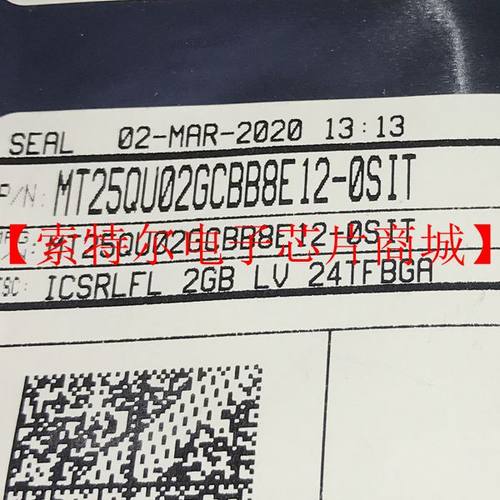 SEAL 02-MAR-2020 13:13
P/N: MT25QU02GCBB8E12-0SIT
MT25QU02GCBB8E12-0SIT
【索特尔电子芯片商城】
ICSRLFL 2GB LV 24TFBGA